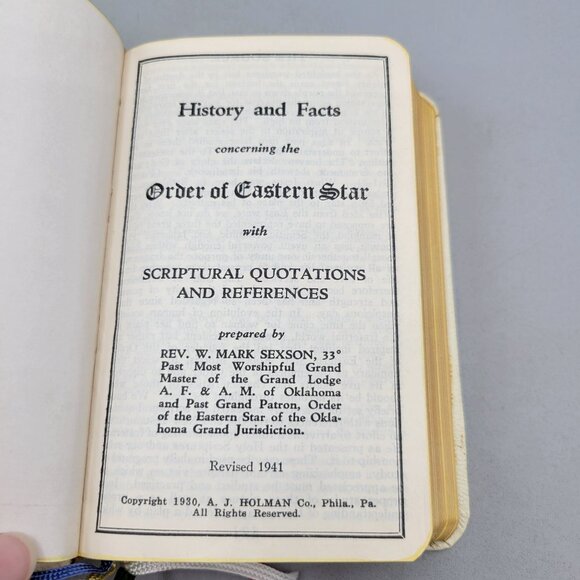 History and Facts
concerning the
Order of Eastern Star
with
SCRIPTURAL QUOTATIONS
AND REFERENCES
prepared by
REV. W. MARK SEXSON, 33°
Past Most Worshipful Grand
Master of the Grand Lodge
A. F. & A. M. of Oklahoma
and Past Grand Patron, Order
of the Eastern Star of the Okla-
homa Grand Jurisdiction.
Revised 1941
Copyright 1930, A. J. HOLMAN Co., Phila., Pa.
All Rights Reserved.